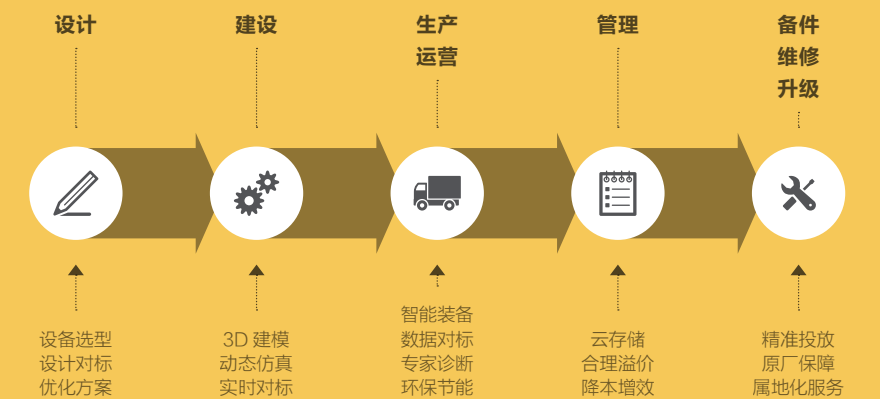 设计
建设
生产
运营
管理
备件
维修
升级
设备选型
设计对标
优化方案
3D 建模
动态仿真
实时对标
智能装备
数据对标
专家诊断
环保节能
云存储
合理溢价
降本增效
精准投放
原厂保障
属地化服务